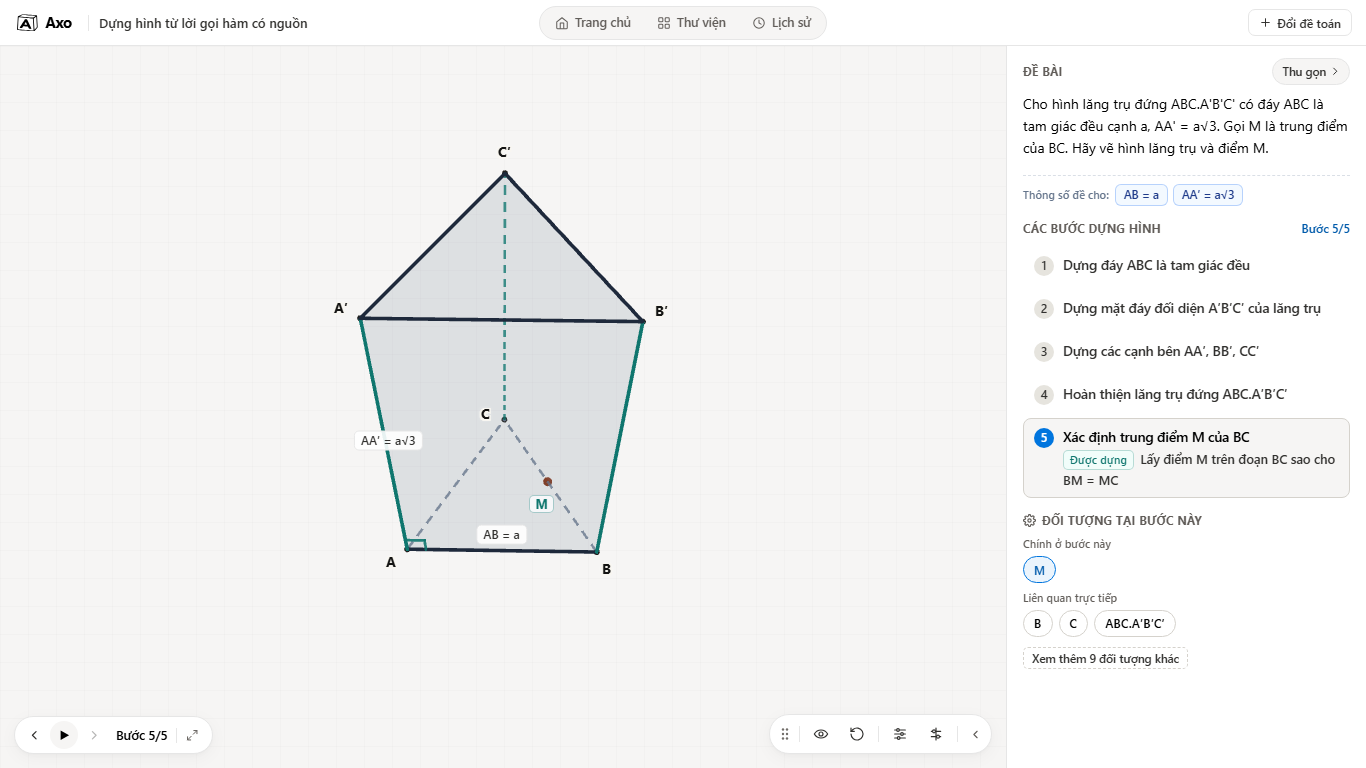 Axo
Dựng hình từ lời gọi hàm có nguồn
Trang chủ
Thư viện
Lịch sử
Đổi đề toán
C′
A′
B′
C
AA′ = a√3
M
AB = a
A
B
Bước 5/5
ĐỀ BÀI
Thu gọn
Cho hình lăng trụ đứng ABC.A'B'C' có đáy ABC là
tam giác đều cạnh a, AA' = a√3. Gọi M là trung điểm
của BC. Hãy vẽ hình lăng trụ và điểm M.
Thông số đề cho:
AB = a
AA′ = a√3
CÁC BƯỚC DỰNG HÌNH
Bước 5/5
1 Dựng đáy ABC là tam giác đều
2 Dựng mặt đáy đối diện A′B′C′ của lăng trụ
3 Dựng các cạnh bên AA′, BB′, CC′
4 Hoàn thiện lăng trụ đứng ABC.A′B′C′
5 Xác định trung điểm M của BC
Được dựng Lấy điểm M trên đoạn BC sao cho
BM = MC
ĐỐI TƯỢNG TẠI BƯỚC NÀY
Chính ở bước này
M
Liên quan trực tiếp
B
C
ABC.A′B′C′
Xem thêm 9 đối tượng khác